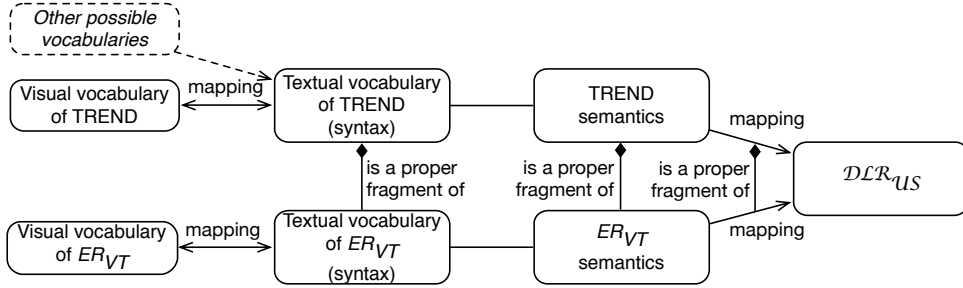 Other possible
vocabularies
Visual vocabulary
of TREND
mapping
Textual vocabulary
of TREND
(syntax)
TREND
semantics
mapping
is a proper
fragment of
is a proper
fragment of
is a proper
fragment of
𝒟ℒℛ_𝒰𝒮
Visual vocabulary
of ER_VT
mapping
Textual vocabulary
of ER_VT
(syntax)
ER_VT
semantics
mapping